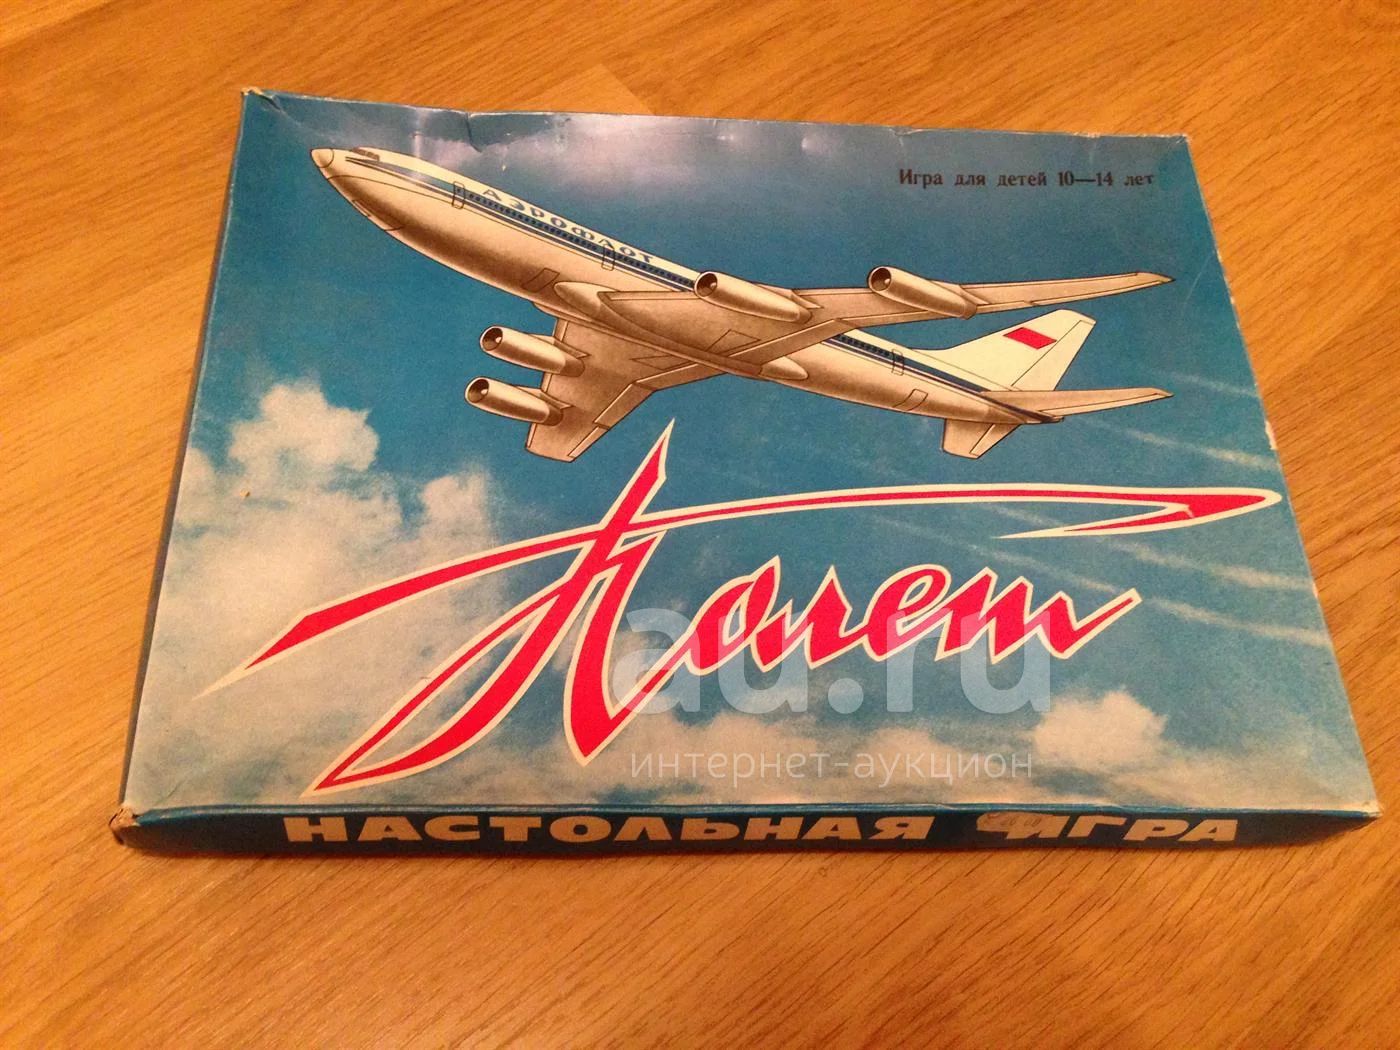 Игра для детей 10—14 лет
АЭРОФЛОТ
Полет
au.ru
интернет-аукцион
НАСТОЛЬНАЯ ИГРА